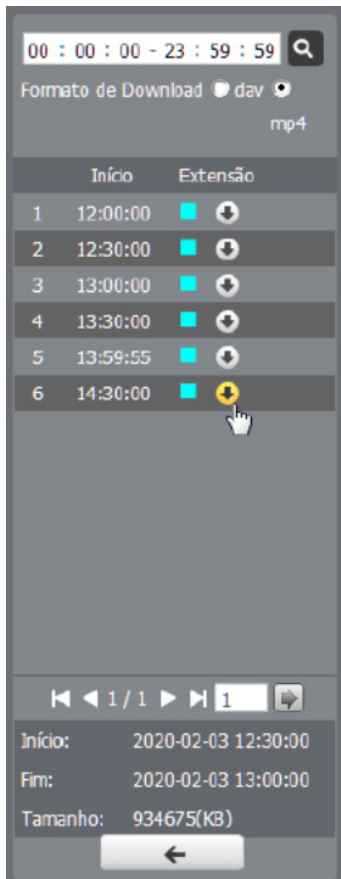 00 : 00 : 00 - 23 : 59 : 59
Formato de Download dav
mp4
Início Extensão
1 12:00:00
2 12:30:00
3 13:00:00
4 13:30:00
5 13:59:55
6 14:30:00
1 / 1 1
Início: 2020-02-03 12:30:00
Fim: 2020-02-03 13:00:00
Tamanho: 934675(KB)